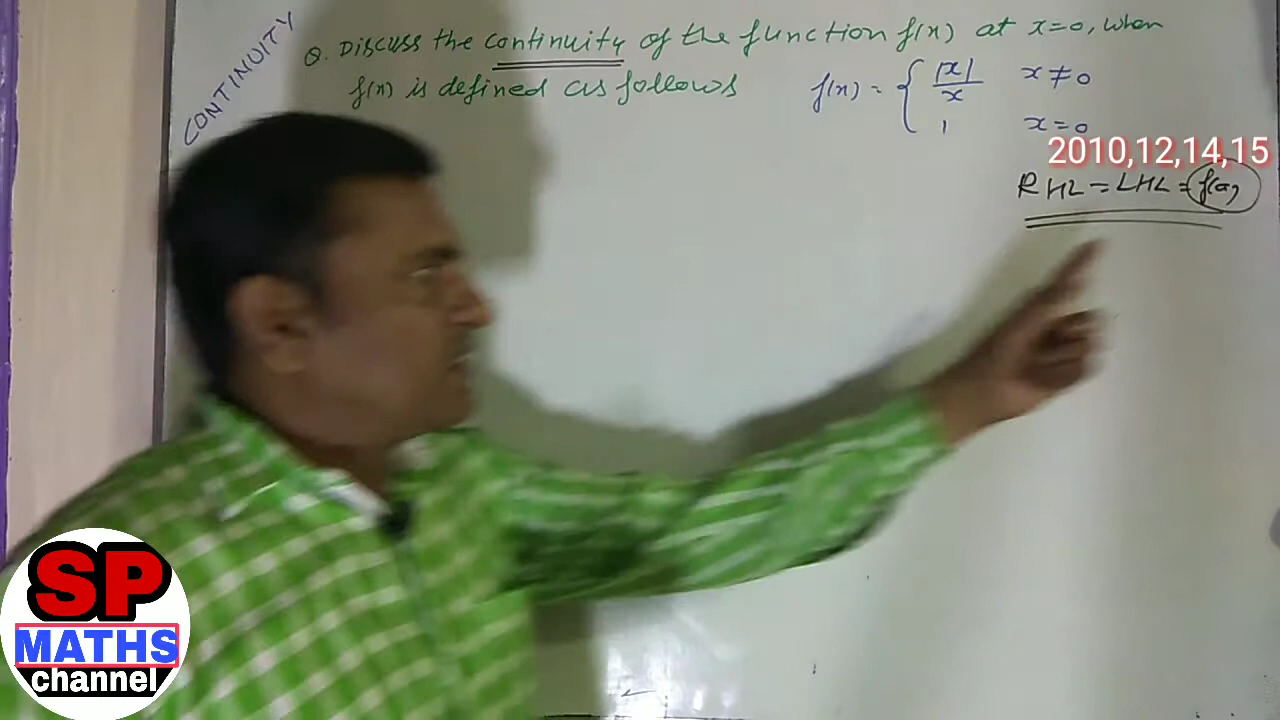 CONTINUITY
Q. Discuss the continuity of the function f(x) at x=0, when
f(x) is defined as follows f(x) = { |x|/x x ≠ 0
1 x=0
2010,12,14,15
RHL = LHL = f(a)
SP
MATHS
channel